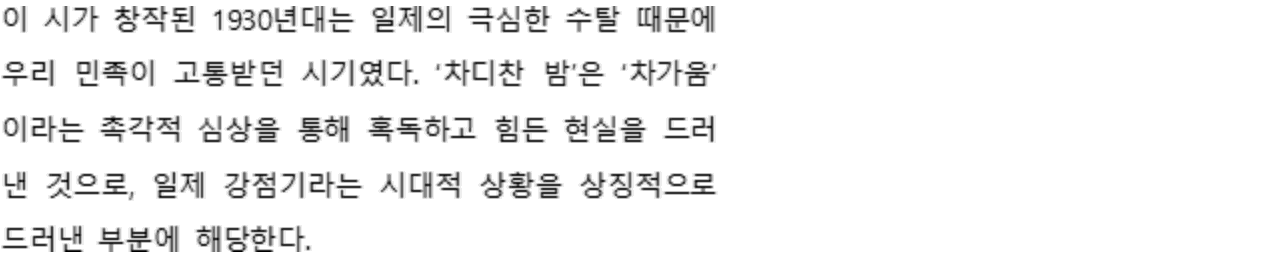 이 시가 창작된 1930년대는 일제의 극심한 수탈 때문에
우리 민족이 고통받던 시기였다. ‘차디찬 밤’은 ‘차가움’
이라는 촉각적 심상을 통해 혹독하고 힘든 현실을 드러
낸 것으로, 일제 강점기라는 시대적 상황을 상징적으로
드러낸 부분에 해당한다.